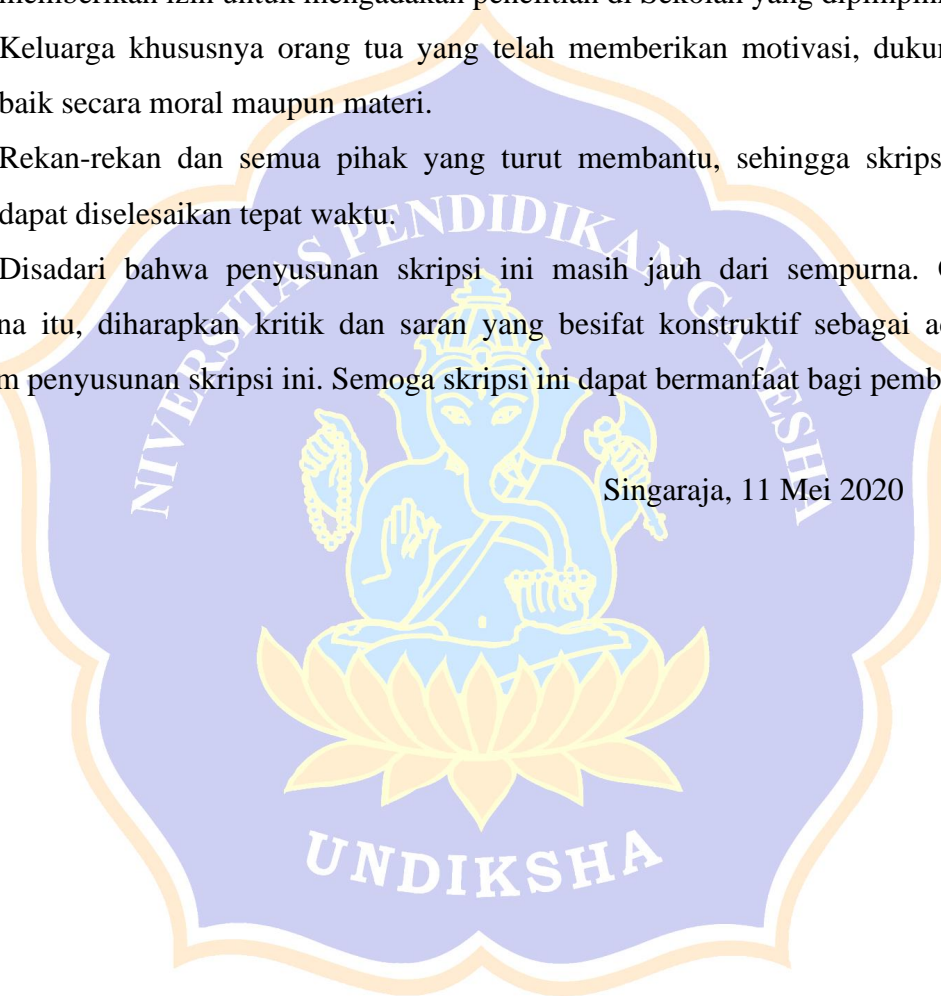 memberikan izin untuk mengadakan penelitian di Sekolah yang dipimpin
Keluarga khususnya orang tua yang telah memberikan motivasi, duku
baik secara moral maupun materi.
Rekan-rekan dan semua pihak yang turut membantu, sehingga skrips
dapat diselesaikan tepat waktu.
Disadari bahwa penyusunan skripsi ini masih jauh dari sempurna.
na itu, diharapkan kritik dan saran yang besifat konstruktif sebagai a
m penyusunan skripsi ini. Semoga skripsi ini dapat bermanfaat bagi pemb
Singaraja, 11 Mei 2020
NIVERSITAS PENDIDIKAN GANESHA
UNDIKSHA